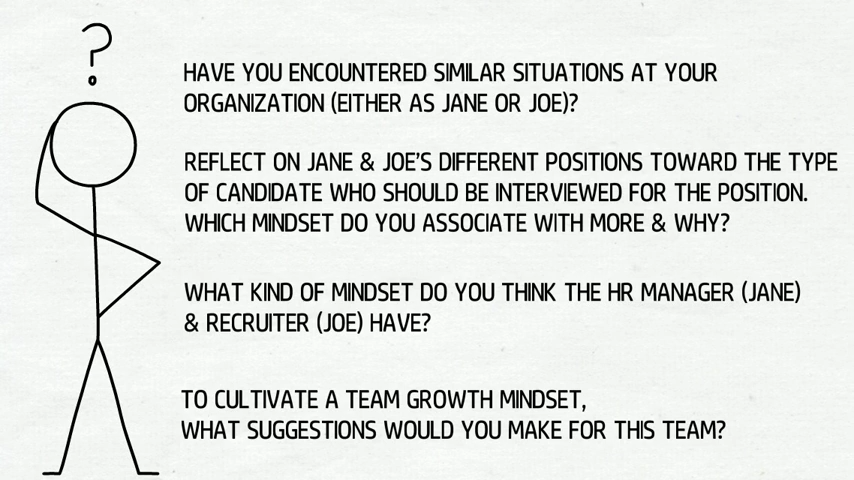 ?
HAVE YOU ENCOUNTERED SIMILAR SITUATIONS AT YOUR
ORGANIZATION (EITHER AS JANE OR JOE)?
REFLECT ON JANE & JOE'S DIFFERENT POSITIONS TOWARD THE TYPE
OF CANDIDATE WHO SHOULD BE INTERVIEWED FOR THE POSITION.
WHICH MINDSET DO YOU ASSOCIATE WITH MORE & WHY?
WHAT KIND OF MINDSET DO YOU THINK THE HR MANAGER (JANE)
& RECRUITER (JOE) HAVE?
TO CULTIVATE A TEAM GROWTH MINDSET,
WHAT SUGGESTIONS WOULD YOU MAKE FOR THIS TEAM?